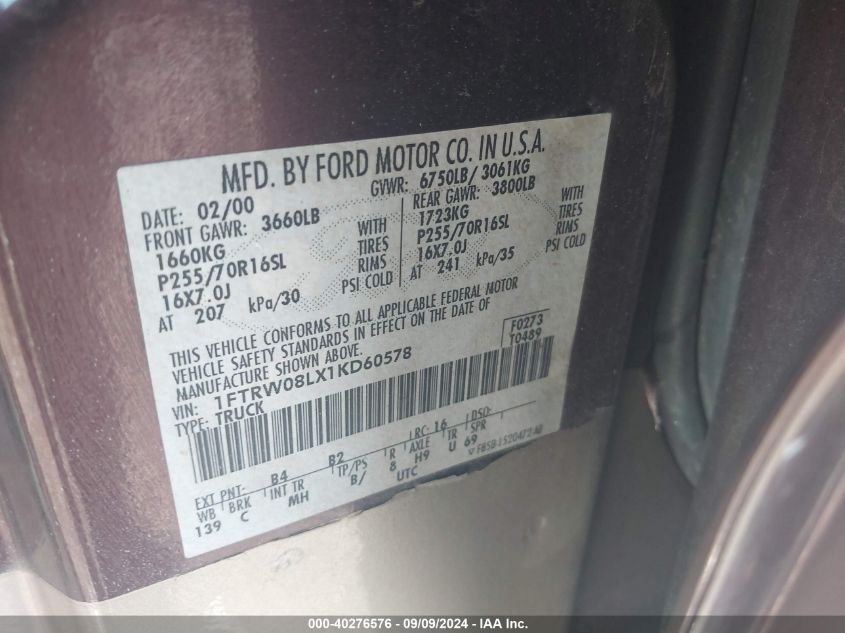 MFD. BY FORD MOTOR CO. IN U.S.A.
DATE: 02/00 GVWR: 6750LB/ 3061KG
FRONT GAWR: 3660LB REAR GAWR: 3800LB
1660KG WITH 1723KG WITH
P255/70R16SL TIRES P255/70R16SL TIRES
16X7.0J RIMS 16X7.0J RIMS
AT 207 kPa/30 PSI COLD AT 241 kPa/35 PSI COLD
THIS VEHICLE CONFORMS TO ALL APPLICABLE FEDERAL MOTOR
VEHICLE SAFETY STANDARDS IN EFFECT ON THE DATE OF
MANUFACTURE SHOWN ABOVE.
F0273
T0489
VIN: 1FTRW08LX1KD60578
TYPE: TRUCK
EXT PNT: B4 B2 RC: 16 DSO:
WB BRK INT TR TP/PS R AXLE TR SPR
139 C MH B/ 8 H9 U 69
UTC
000-40276576 - 09/09/2024 - IAA Inc.